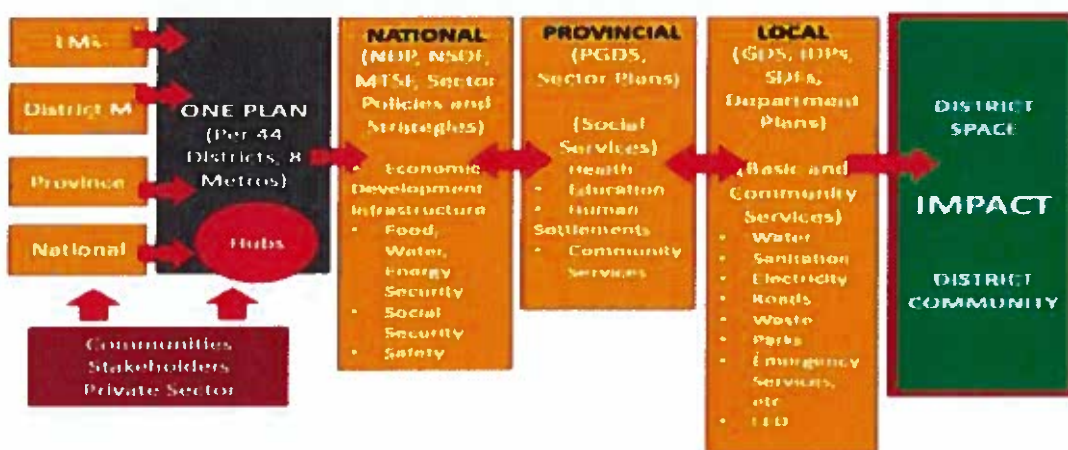 LMs
District M
Province
National
ONE PLAN
(Per 44
Districts, 8
Metros)
Hubs
Communities
Stakeholders
Private Sector
NATIONAL
(NDP, NSDF,
MTSF, Sector
Policies and
Strategies)
• Economic
Development
Infrastructure
• Food,
Water,
Energy
Security
• Social
Security
• Safety
PROVINCIAL
(PGDS,
Sector Plans)
(Social
Services)
• Health
• Education
• Human
Settlements
• Community
Services
LOCAL
(GDS, IDPs,
SDFs,
Department
Plans)
(Basic and
Community
Services)
• Water
• Sanitation
• Electricity
• Roads
• Waste
• Parks
• Emergency
Services,
etc
• LED
DISTRICT
SPACE
IMPACT
DISTRICT
COMMUNITY